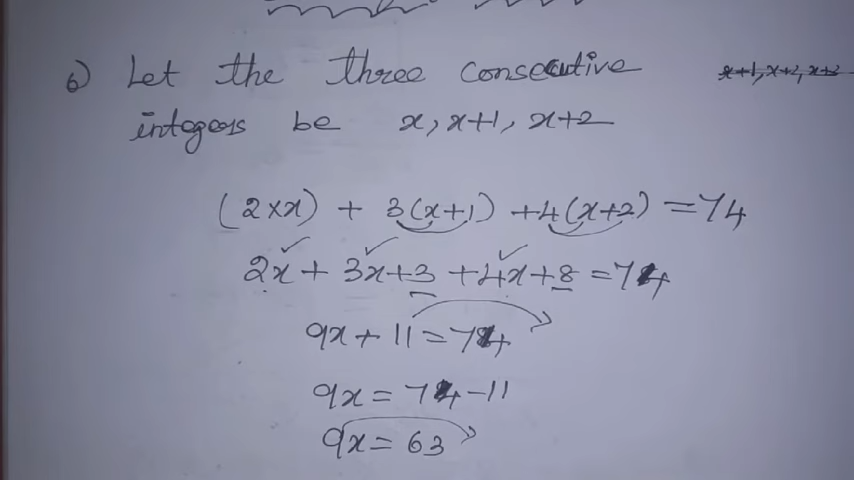 6) Let the three consecutive
integers be x, x+1, x+2
(2×x) + 3(x+1) + 4(x+2) = 74
2x + 3x+3 + 4x+8 = 74
9x + 11 = 74
9x = 74-11
9x = 63